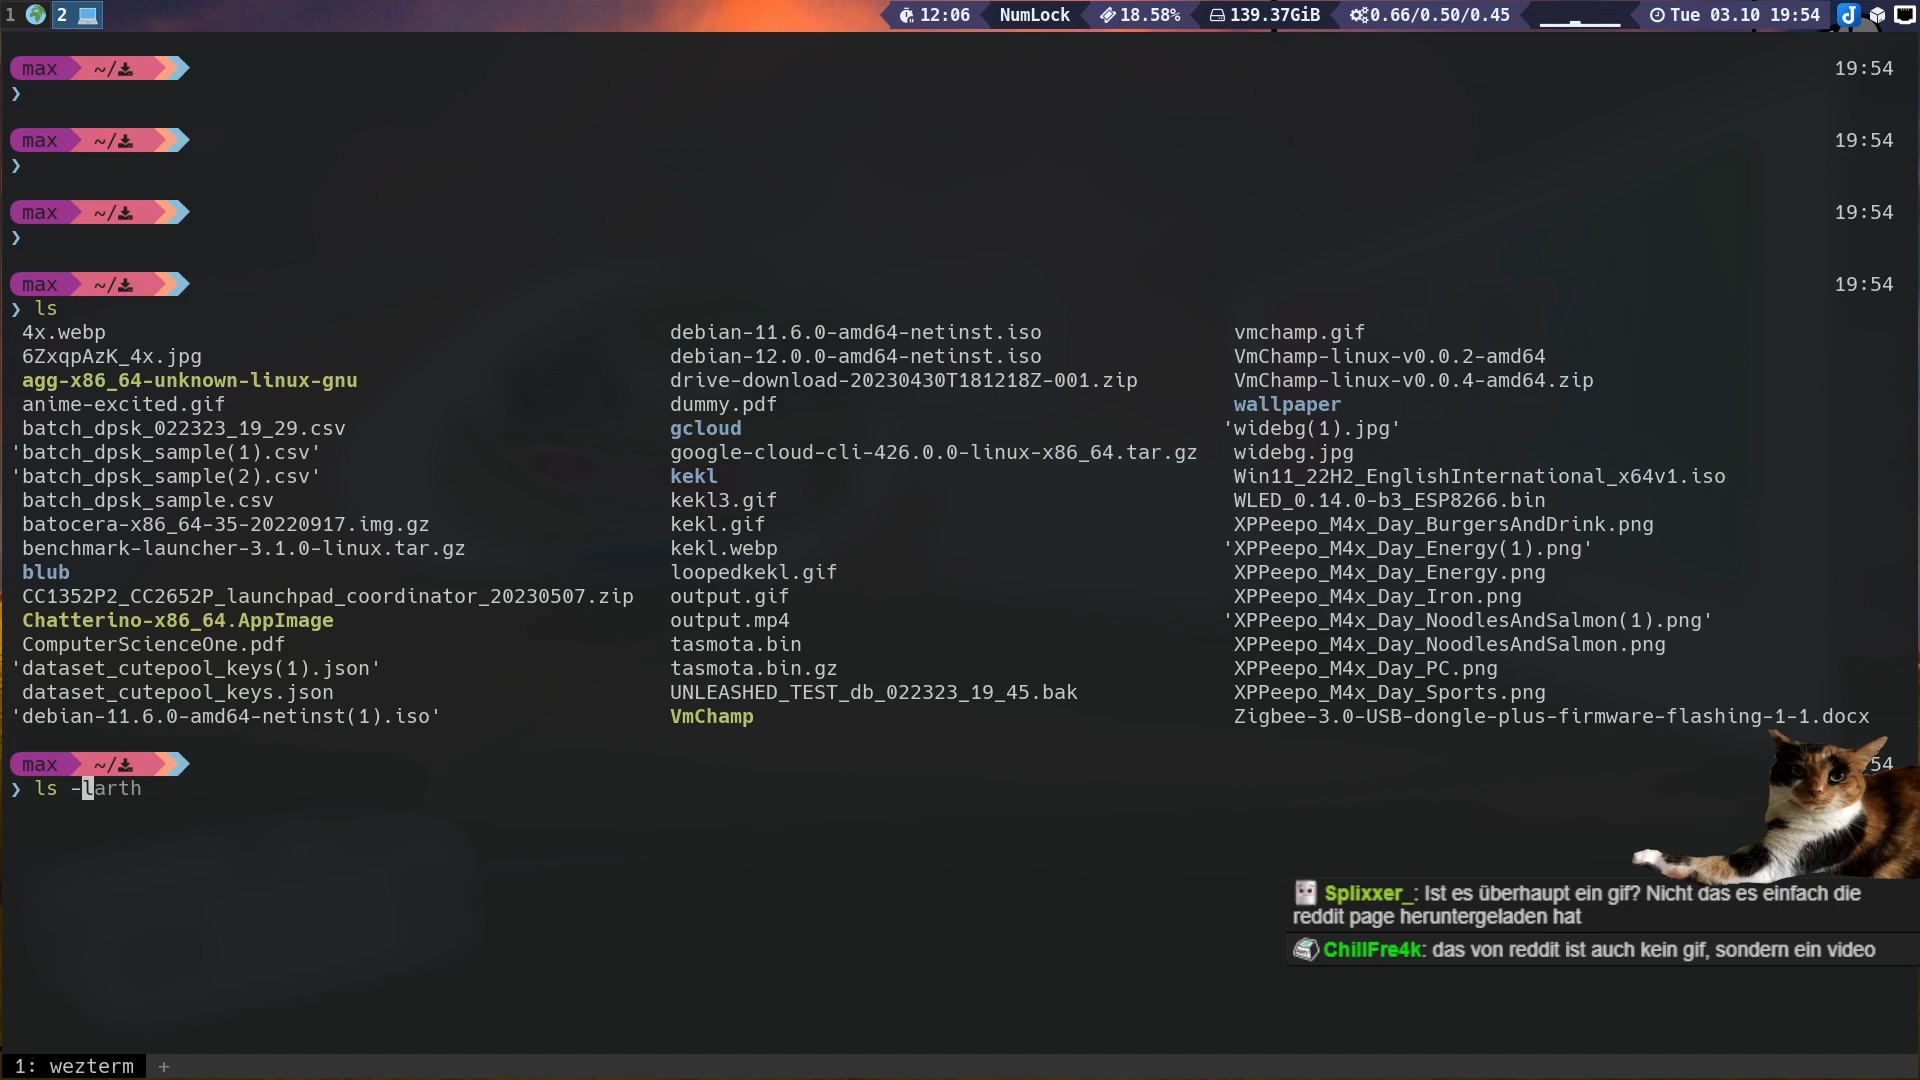 1 2 12:06 NumLock 18.58% 139.37GiB 0.66/0.50/0.45 Tue 03.10 19:54
max ~/ 19:54
❯
max ~/ 19:54
❯
max ~/ 19:54
❯
max ~/ 19:54
❯ ls
4x.webp debian-11.6.0-amd64-netinst.iso vmchamp.gif
6ZxqpAzK_4x.jpg debian-12.0.0-amd64-netinst.iso VmChamp-linux-v0.0.2-amd64
agg-x86_64-unknown-linux-gnu drive-download-20230430T181218Z-001.zip VmChamp-linux-v0.0.4-amd64.zip
anime-excited.gif dummy.pdf wallpaper
batch_dpsk_022323_19_29.csv gcloud 'widebg(1).jpg'
'batch_dpsk_sample(1).csv' google-cloud-cli-426.0.0-linux-x86_64.tar.gz widebg.jpg
'batch_dpsk_sample(2).csv' kekl Win11_22H2_EnglishInternational_x64v1.iso
batch_dpsk_sample.csv kekl3.gif WLED_0.14.0-b3_ESP8266.bin
batocera-x86_64-35-20220917.img.gz kekl.gif XPPeepo_M4x_Day_BurgersAndDrink.png
benchmark-launcher-3.1.0-linux.tar.gz kekl.webp 'XPPeepo_M4x_Day_Energy(1).png'
blub loopedkekl.gif XPPeepo_M4x_Day_Energy.png
CC1352P2_CC2652P_launchpad_coordinator_20230507.zip output.gif XPPeepo_M4x_Day_Iron.png
Chatterino-x86_64.AppImage output.mp4 'XPPeepo_M4x_Day_NoodlesAndSalmon(1).png'
ComputerScienceOne.pdf tasmota.bin XPPeepo_M4x_Day_NoodlesAndSalmon.png
'dataset_cutepool_keys(1).json' tasmota.bin.gz XPPeepo_M4x_Day_PC.png
dataset_cutepool_keys.json UNLEASHED_TEST_db_022323_19_45.bak XPPeepo_M4x_Day_Sports.png
'debian-11.6.0-amd64-netinst(1).iso' VmChamp Zigbee-3.0-USB-dongle-plus-firmware-flashing-1-1.docx
max ~/ 54
❯ ls -larth
Splixxer_: Ist es überhaupt ein gif? Nicht das es einfach die
reddit page heruntergeladen hat
ChillFre4k: das von reddit ist auch kein gif, sondern ein video
1: wezterm +